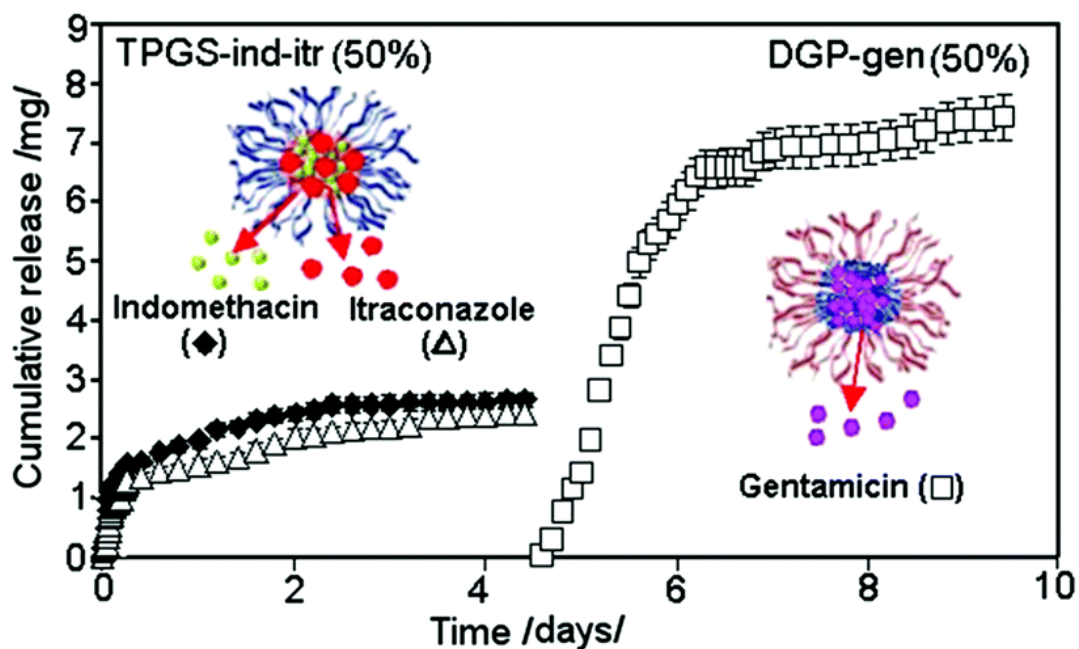 TPGS-ind-itr (50%)
DGP-gen (50%)
Indomethacin
(◆)
Itraconazole
(△)
Gentamicin (□)
Cumulative release /mg/
9
8
7
6
5
4
3
2
1
0
0 2 4 6 8 10
Time /days/